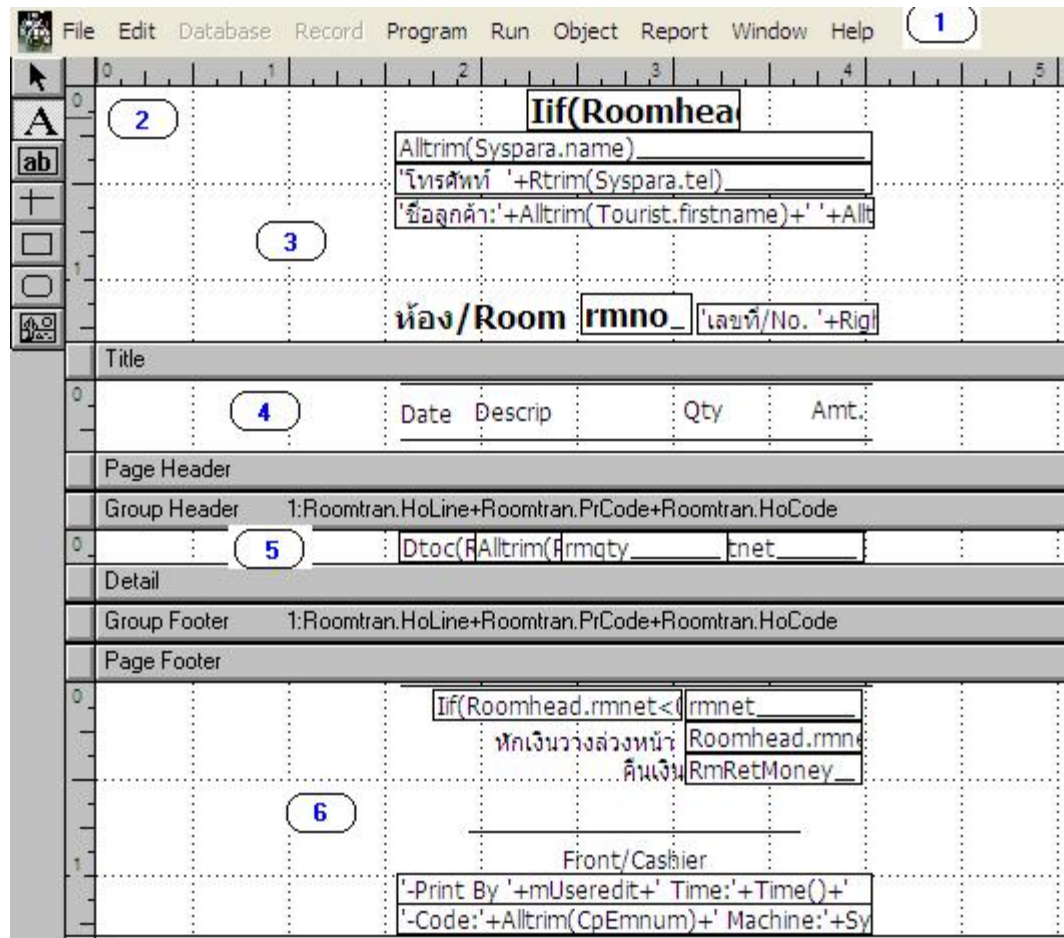 File Edit Database Record Program Run Object Report Window Help 1
0 1 2 3 4 5
0 2 Iif(Roomhea
A
ab
Alltrim(Syspara.name)
'โทรศัพท์ '+Rtrim(Syspara.tel)
'ชื่อลูกค้า:'+Alltrim(Tourist.firstname)+' '+Allt
3
1
ห้อง/Room rmno_ 'เลขที่/No. '+Righ
Title
0 4 Date Descrip Qty Amt.
Page Header
Group Header 1:Roomtran.HoLine+Roomtran.PrCode+Roomtran.HoCode
0 5 Dtoc(R Alltrim(R rmqty tnet
Detail
Group Footer 1:Roomtran.HoLine+Roomtran.PrCode+Roomtran.HoCode
Page Footer
0 Iif(Roomhead.rmnet<0 rmnet
หักเงินวางล่วงหน้า Roomhead.rmne
คืนเงิน RmRetMoney
6
1 Front/Cashier
'-Print By '+mUseredit+' Time:'+Time()+'
'-Code:'+Alltrim(CpEmnum)+' Machine:'+Sy